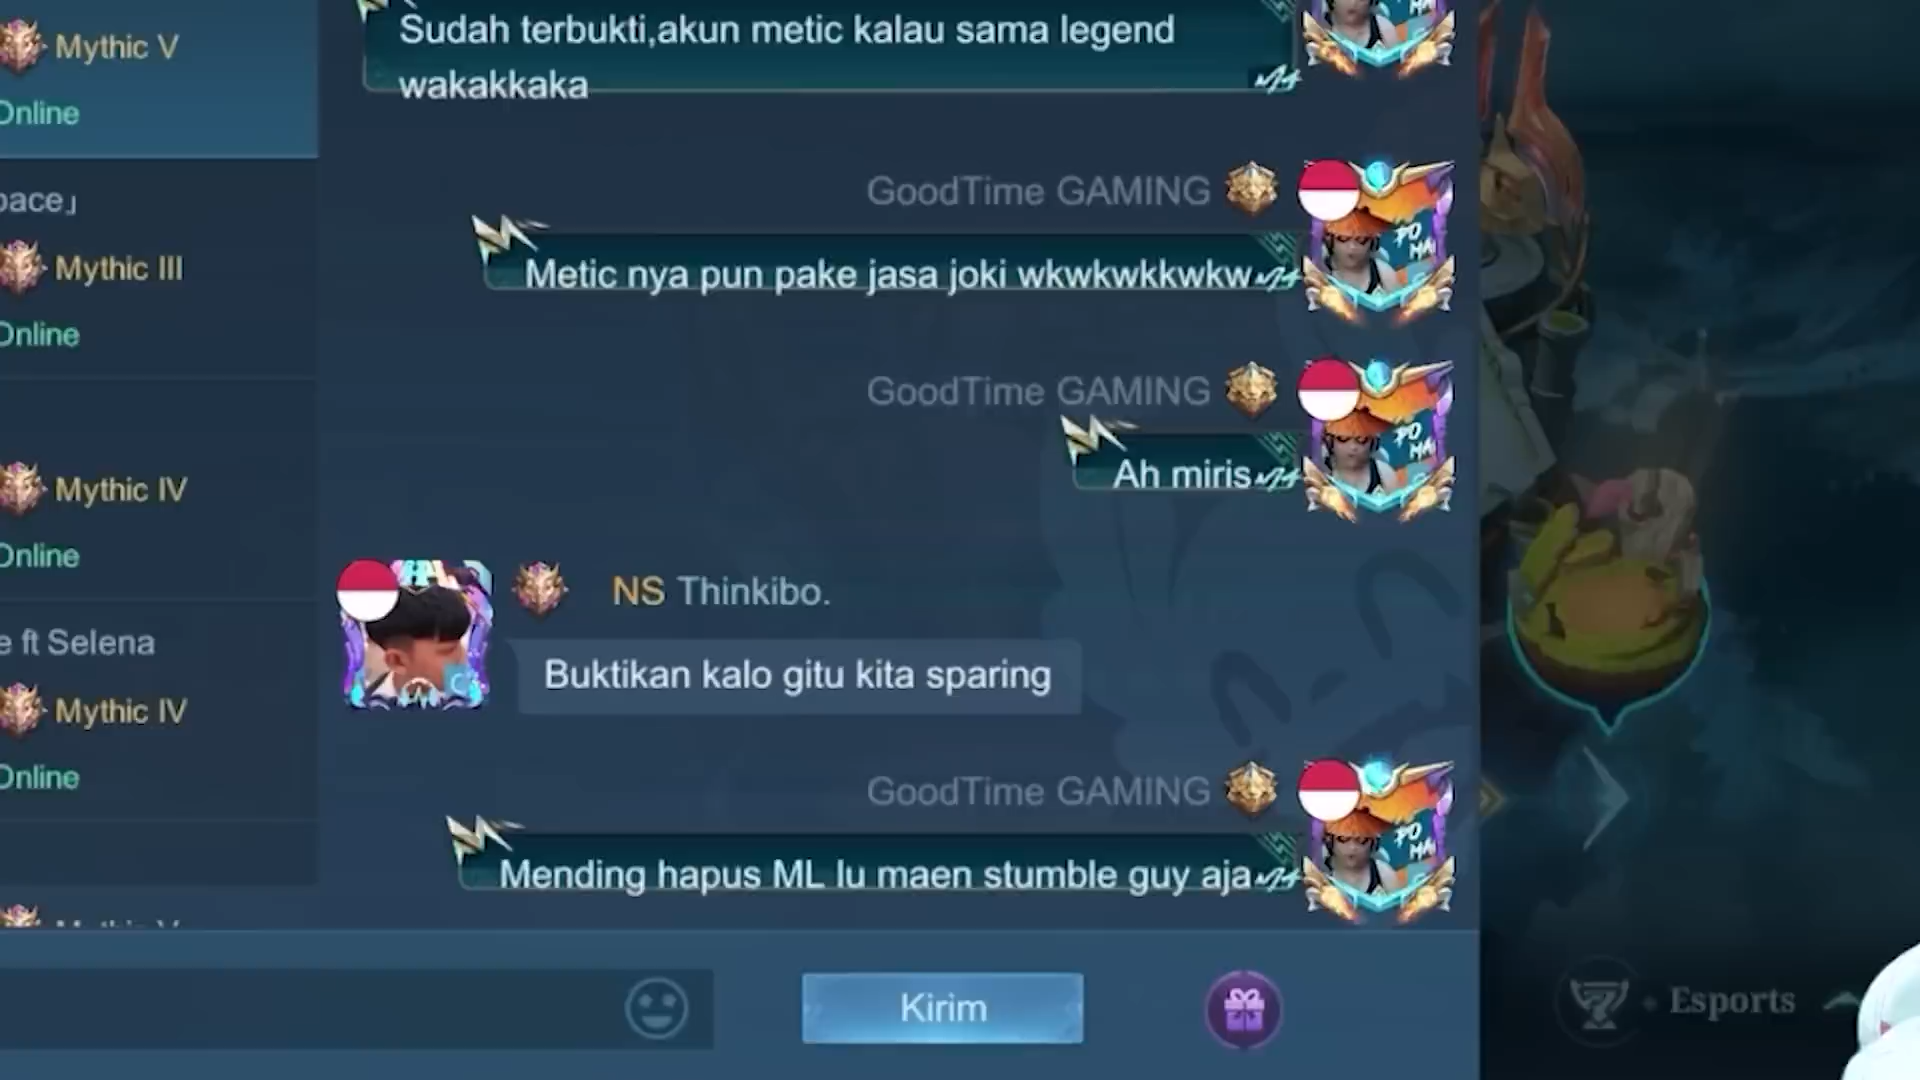 Mythic V
Online
pace」
Mythic III
Online
Mythic IV
Online
e ft Selena
Mythic IV
Online
Sudah terbukti,akun metic kalau sama legend
wakakkaka
GoodTime GAMING
Metic nya pun pake jasa joki wkwkwkkwkw
GoodTime GAMING
Ah miris
NS Thinkibo.
Buktikan kalo gitu kita sparing
GoodTime GAMING
Mending hapus ML lu maen stumble guy aja
Kirim
Esports